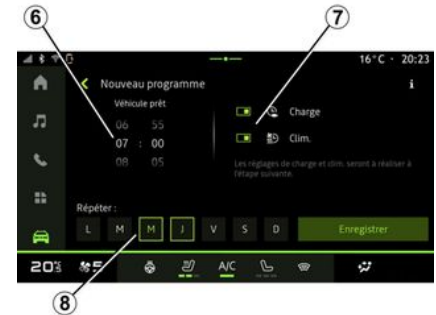 6
7
16°C · 20:23
Nouveau programme
i
Véhicule prêt
06 55
07 : 00
08 05
Charge
Clim.
Les réglages de charge et clim. seront à réaliser à
l'étape suivante.
Répéter :
L M M J V S D
Enregistrer
A/C
8